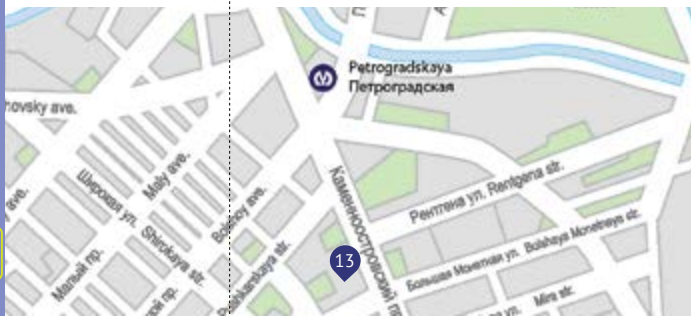 Petrogradskaya
Петроградская
Maly ave.
Широкая ул.
Bolshoy ave.
Shirokaya str.
Малый пр.
Каменноостровский
Рентгена ул. Rentgena str.
Большая Монетная ул. Bolshaya Monetnaya str.
Mira str.
13
ave.
пр.
ул.